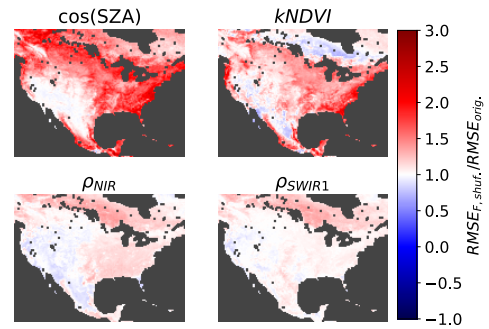 cos(SZA)
kNDVI
ρNIR
ρSWIR1
3.0
2.5
2.0
1.5
1.0
0.5
0.0
−0.5
−1.0
RMSEF, shuf./RMSEorig.